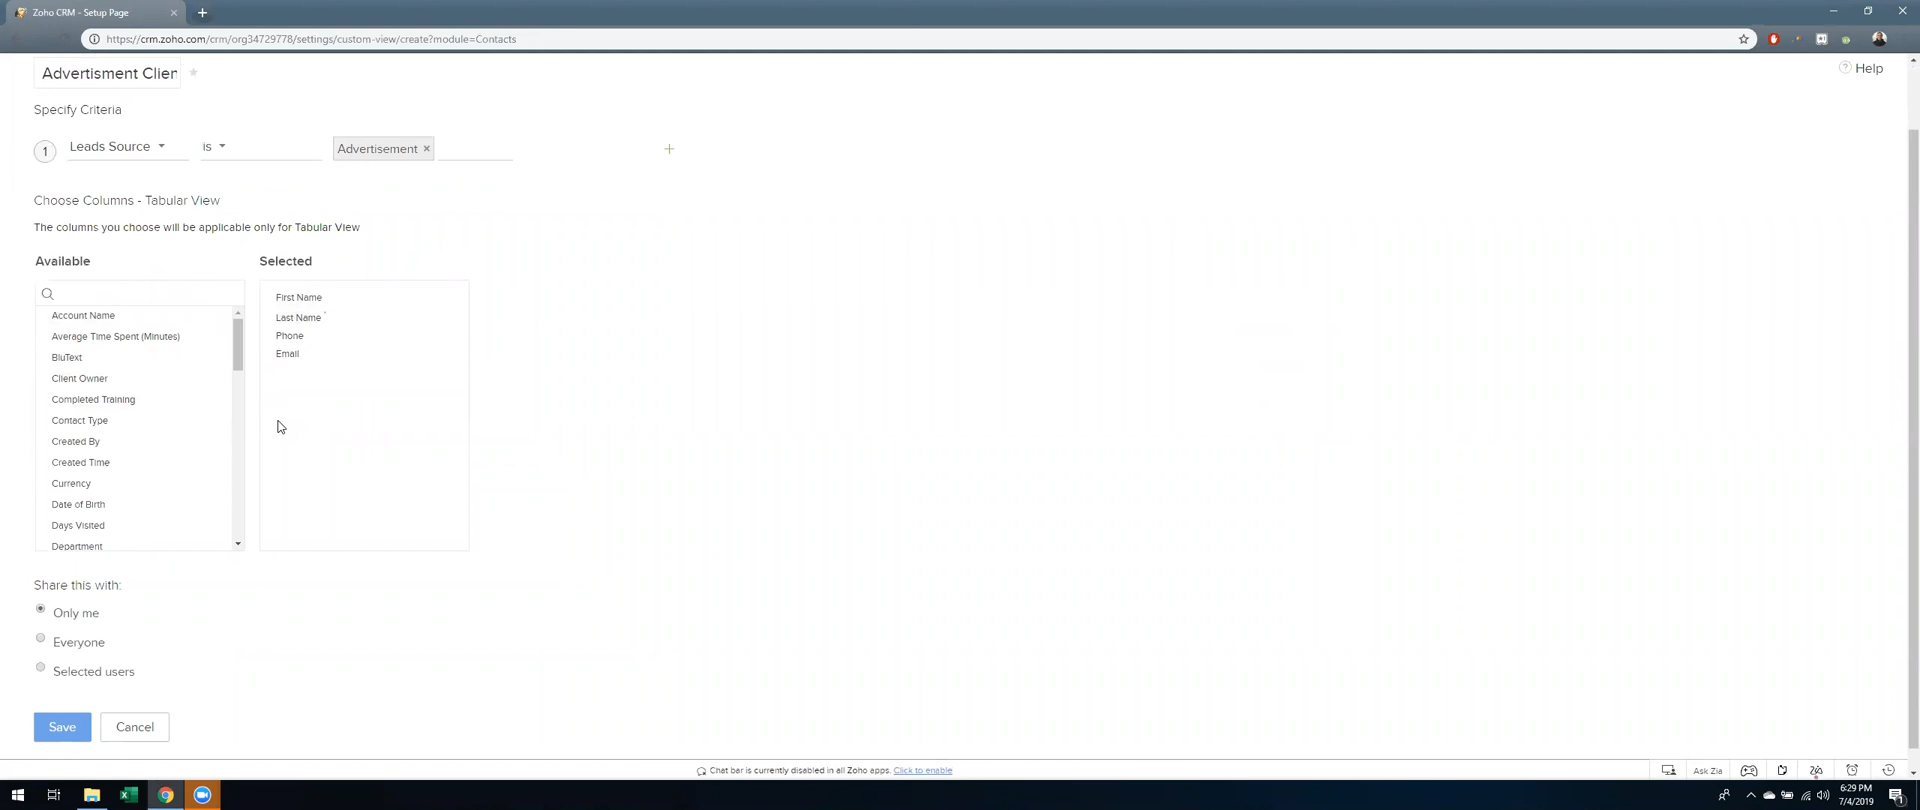 Zoho CRM - Setup Page
https://crm.zoho.com/crm/org34729778/settings/custom-view/create?module=Contacts
Advertisment Clien
Help
Specify Criteria
1 Leads Source is Advertisement × +
Choose Columns - Tabular View
The columns you choose will be applicable only for Tabular View
Available Selected
Account Name
Average Time Spent (Minutes)
BluText
Client Owner
Completed Training
Contact Type
Created By
Created Time
Currency
Date of Birth
Days Visited
Department
First Name
Last Name *
Phone
Email
Share this with:
Only me
Everyone
Selected users
Save Cancel
Chat bar is currently disabled in all Zoho apps. Click to enable
Ask Zia
6:29 PM
7/4/2019